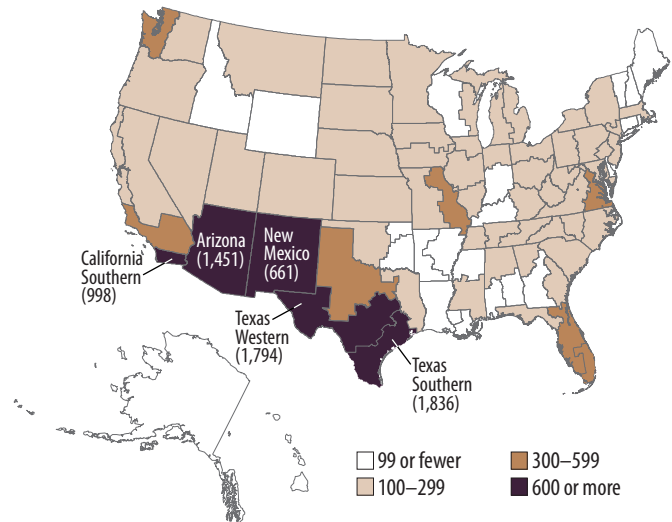 California
Southern
(998)
Arizona
(1,451)
New
Mexico
(661)
Texas
Western
(1,794)
Texas
Southern
(1,836)
99 or fewer
100–299
300–599
600 or more